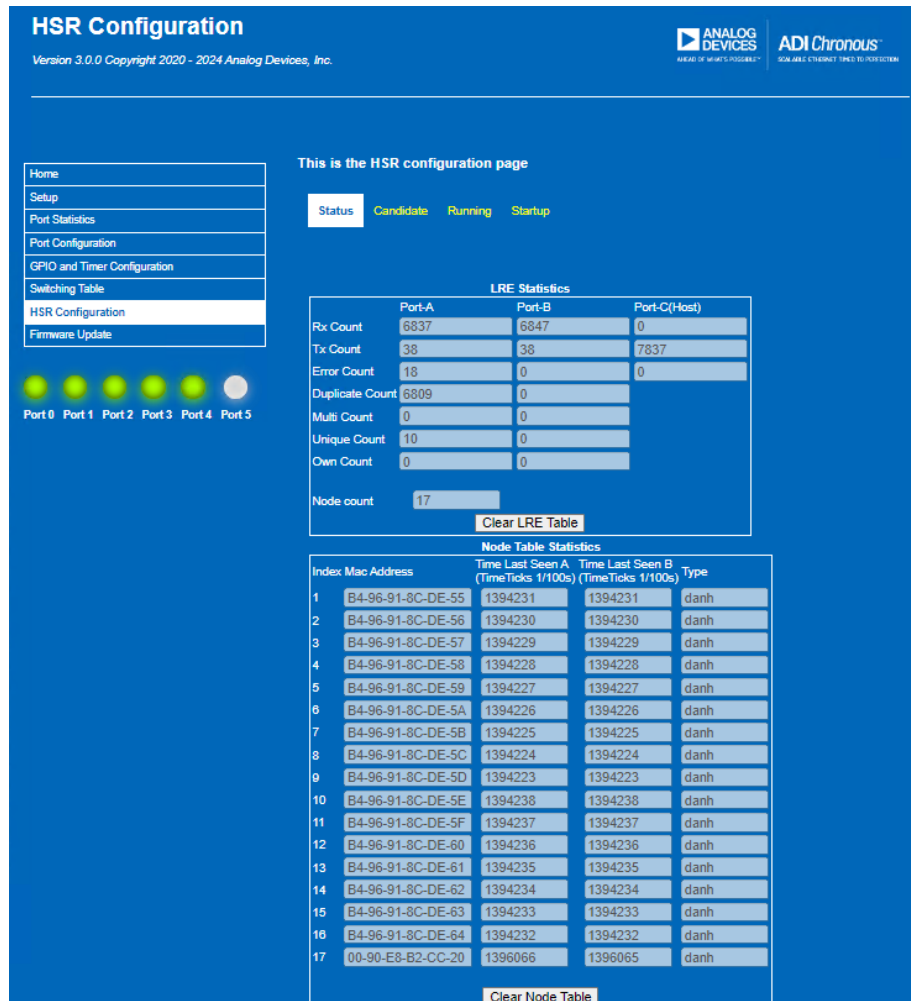 HSR Configuration
Version 3.0.0 Copyright 2020 - 2024 Analog Devices, Inc.
ANALOG
DEVICES
AHEAD OF WHAT'S POSSIBLE™
ADI Chronous™
SCALABLE ETHERNET TIMED TO PERFECTION
Home
Setup
Port Statistics
Port Configuration
GPIO and Timer Configuration
Switching Table
HSR Configuration
Firmware Update
Port 0 Port 1 Port 2 Port 3 Port 4 Port 5
This is the HSR configuration page
Status Candidate Running Startup
LRE Statistics
Port-A Port-B Port-C(Host)
Rx Count 6837 6847 0
Tx Count 38 38 7837
Error Count 18 0 0
Duplicate Count 6809 0
Multi Count 0 0
Unique Count 10 0
Own Count 0 0
Node count 17
Clear LRE Table
Node Table Statistics
Index Mac Address Time Last Seen A (TimeTicks 1/100s) Time Last Seen B (TimeTicks 1/100s) Type
1 B4-96-91-8C-DE-55 1394231 1394231 danh
2 B4-96-91-8C-DE-56 1394230 1394230 danh
3 B4-96-91-8C-DE-57 1394229 1394229 danh
4 B4-96-91-8C-DE-58 1394228 1394228 danh
5 B4-96-91-8C-DE-59 1394227 1394227 danh
6 B4-96-91-8C-DE-5A 1394226 1394226 danh
7 B4-96-91-8C-DE-5B 1394225 1394225 danh
8 B4-96-91-8C-DE-5C 1394224 1394224 danh
9 B4-96-91-8C-DE-5D 1394223 1394223 danh
10 B4-96-91-8C-DE-5E 1394238 1394238 danh
11 B4-96-91-8C-DE-5F 1394237 1394237 danh
12 B4-96-91-8C-DE-60 1394236 1394236 danh
13 B4-96-91-8C-DE-61 1394235 1394235 danh
14 B4-96-91-8C-DE-62 1394234 1394234 danh
15 B4-96-91-8C-DE-63 1394233 1394233 danh
16 B4-96-91-8C-DE-64 1394232 1394232 danh
17 00-90-E8-B2-CC-20 1396066 1396065 danh
Clear Node Table